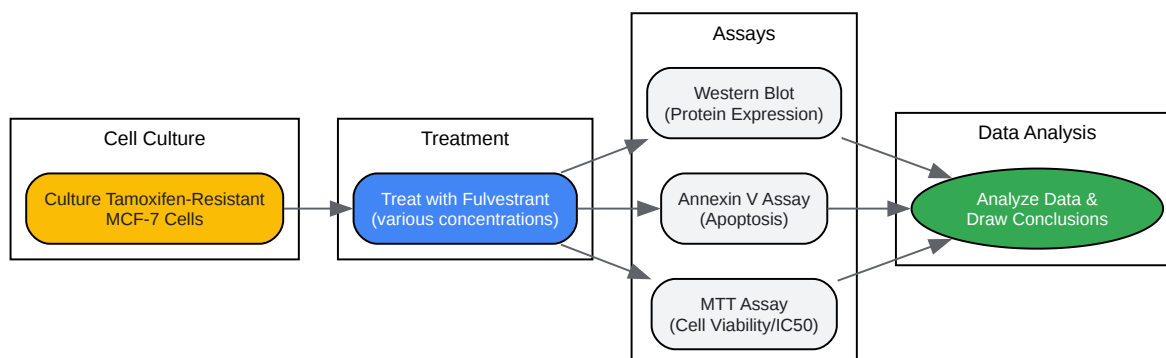 Cell Culture
Culture Tamoxifen-Resistant
MCF-7 Cells
Treatment
Treat with Fulvestrant
(various concentrations)
Assays
Western Blot
(Protein Expression)
Annexin V Assay
(Apoptosis)
MTT Assay
(Cell Viability/IC50)
Data Analysis
Analyze Data &
Draw Conclusions